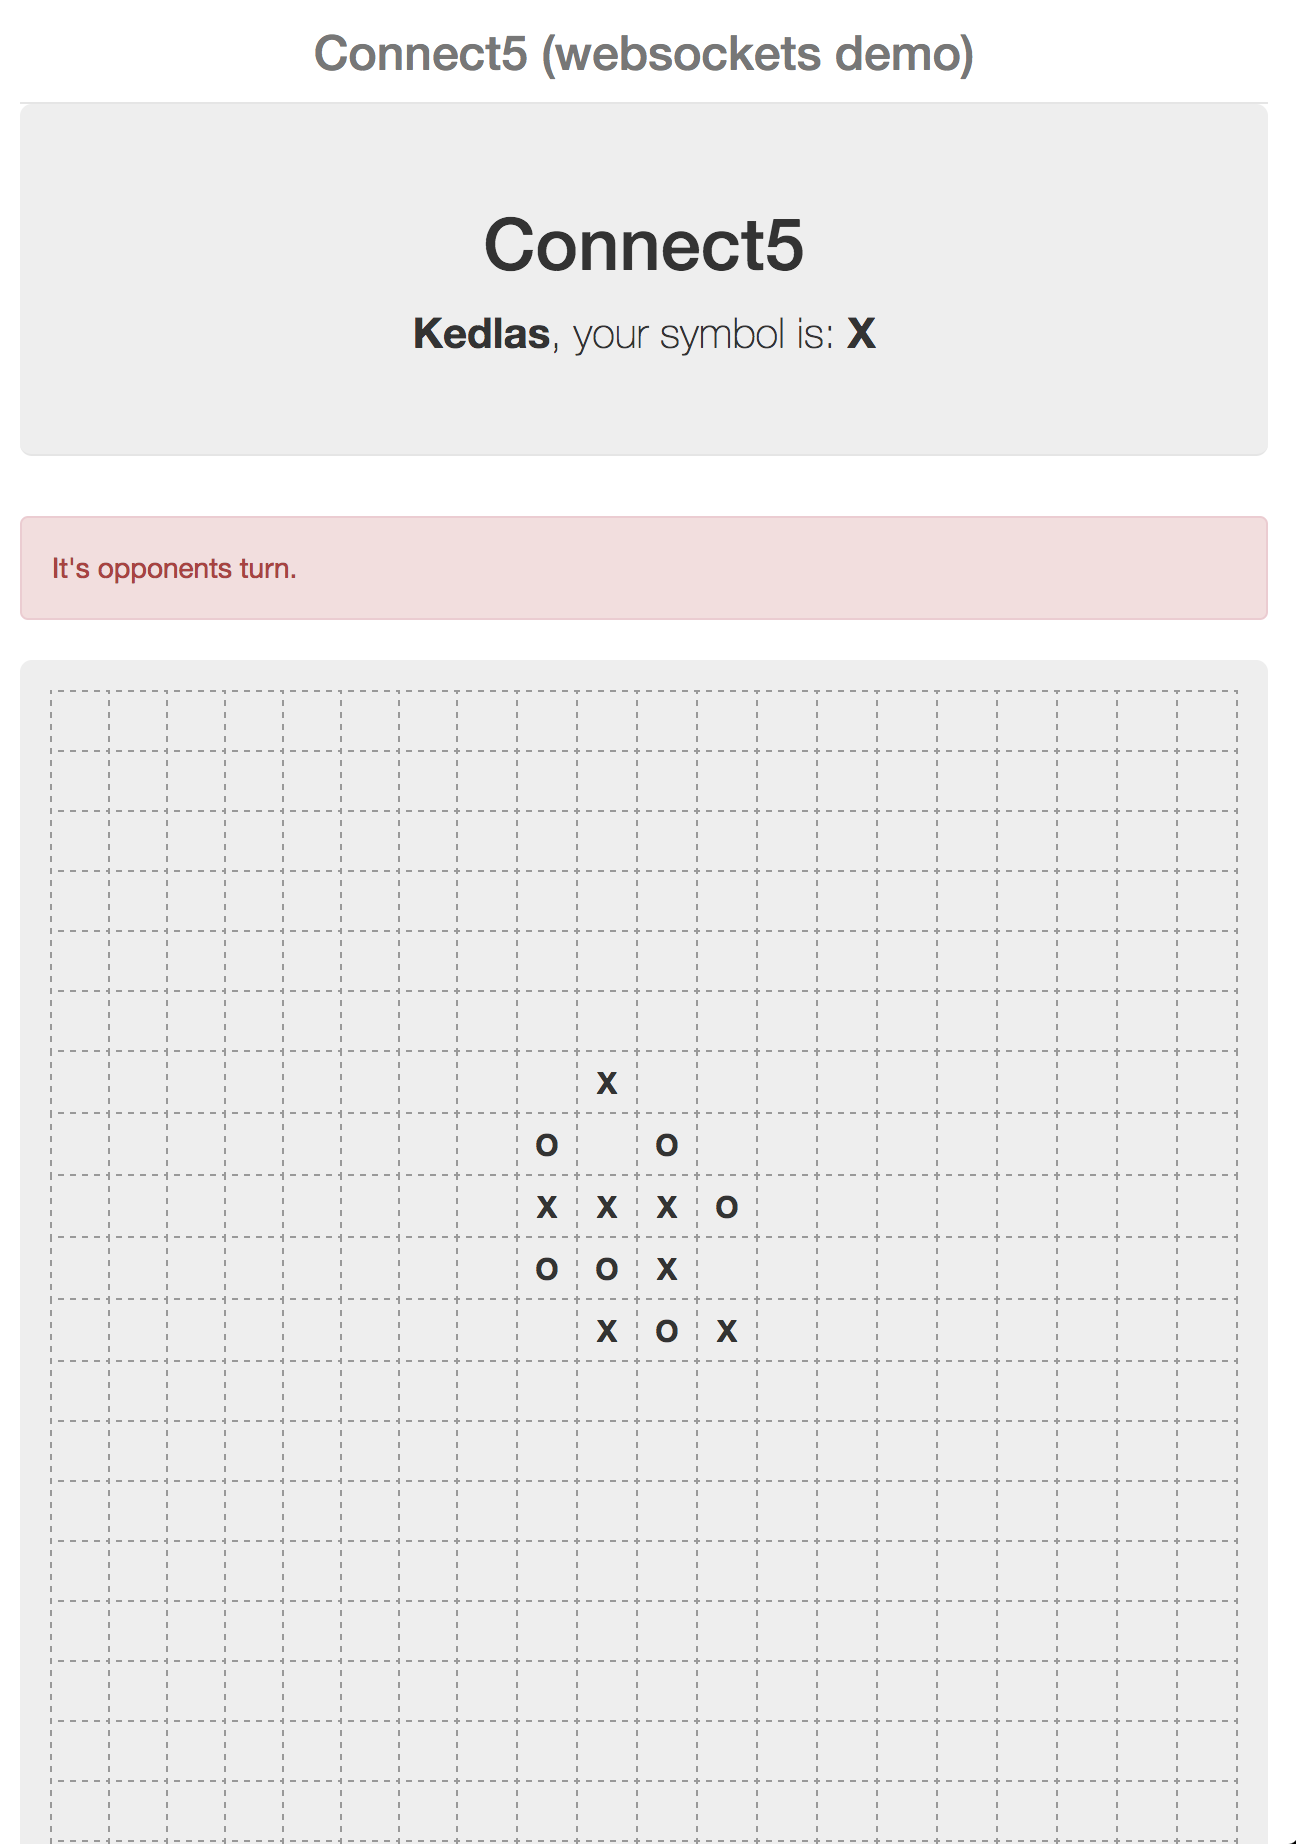 Connect5 (websockets demo)
Connect5
Kedlas, your symbol is: X
It's opponents turn.
x
o o
x x x o
o o x
x o x